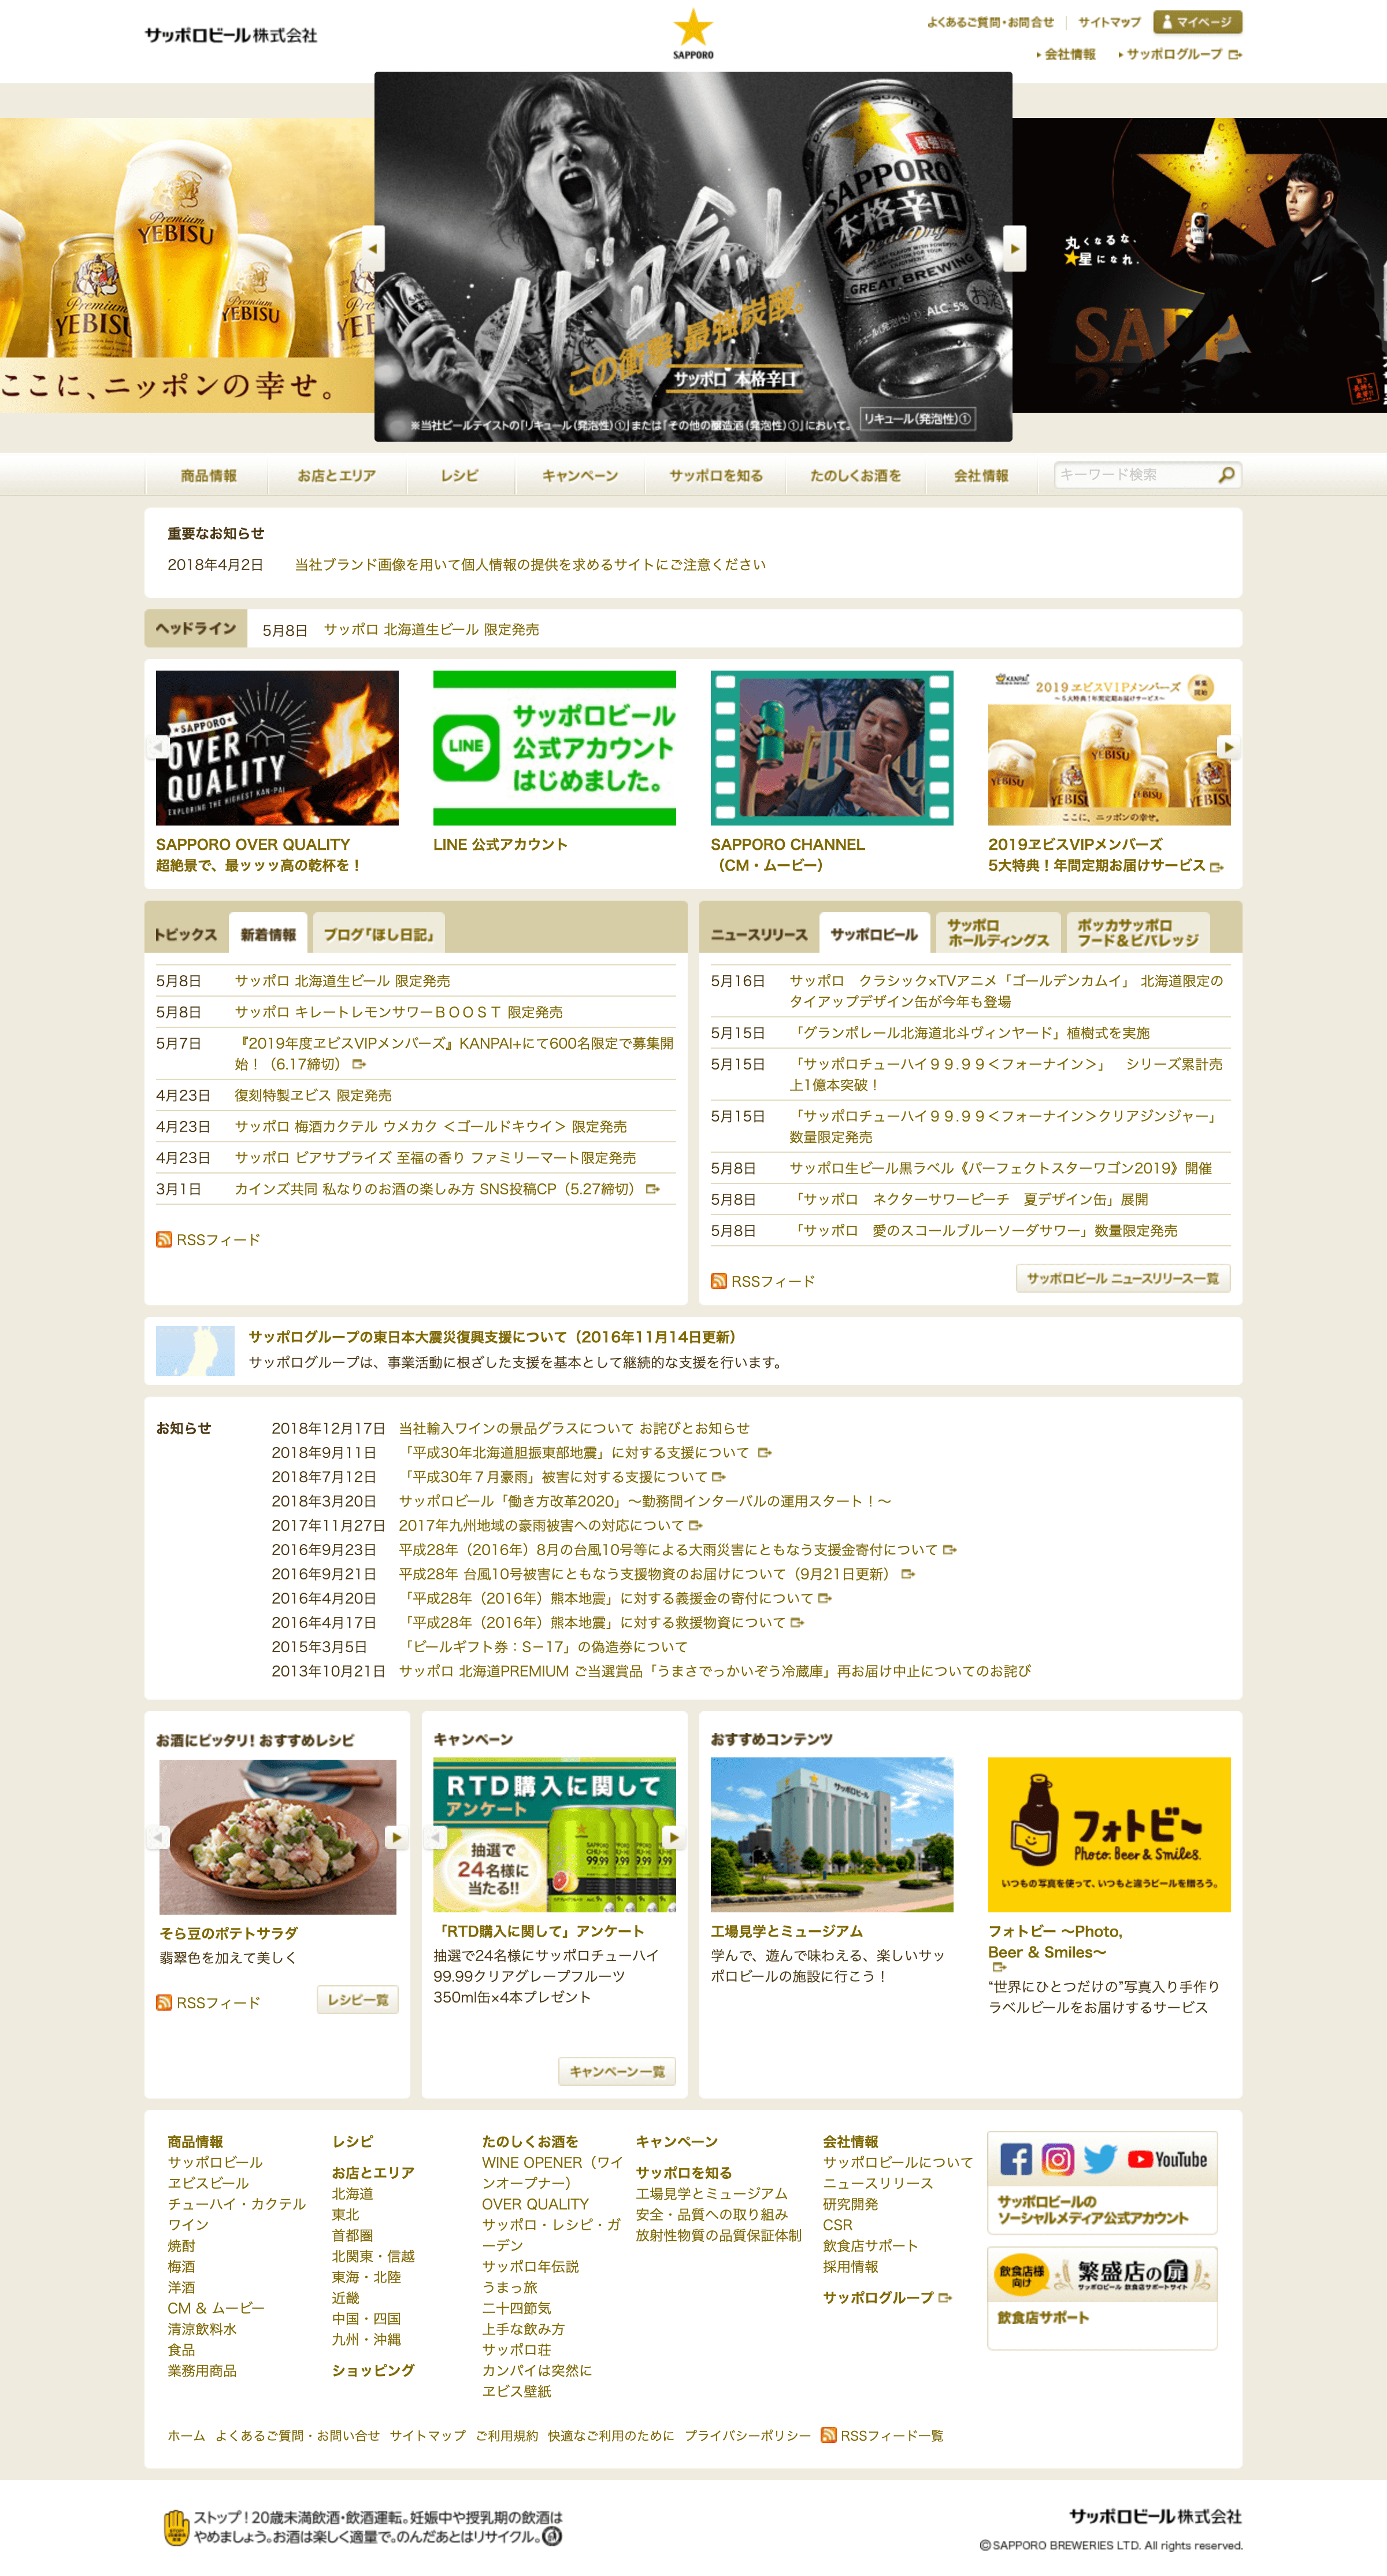 サッポロビール株式会社
SAPPORO
よくあるご質問・お問合せ
サイトマップ
マイページ
会社情報
サッポログループ
Premium
YEBISU
Premium
YEBISU
Premium
YEBISU
ここに、ニッポンの幸せ。
SAPPORO
本格辛口
GREAT BREWING
ALC.5%
この衝撃、最強炭酸。
サッポロ 本格辛口
リキュール(発泡性)①
※当社ビールテイストの「リキュール(発泡性)①」または「その他の醸造酒(発泡性)①」において。
丸くなるな、
★星になれ。
商品情報
お店とエリア
レシピ
キャンペーン
サッポロを知る
たのしくお酒を
会社情報
キーワード検索
重要なお知らせ
2018年4月2日 当社ブランド画像を用いて個人情報の提供を求めるサイトにご注意ください
ヘッドライン
5月8日 サッポロ 北海道生ビール 限定発売
SAPPORO
OVER
QUALITY
EXPLORING THE HIGHEST KAN-PAI
LINE
サッポロビール
公式アカウント
はじめました。
KANPAI
2019 ヱビスVIPメンバーズ
～5大特典!年間定期お届けサービス～
募集
開始
YEBISU
ここに、ニッポンの幸せ。
SAPPORO OVER QUALITY
超絶景で、最ッッッ高の乾杯を！
LINE 公式アカウント
SAPPORO CHANNEL
（CM・ムービー）
2019ヱビスVIPメンバーズ
5大特典！年間定期お届けサービス
トピックス
新着情報
ブログ「ほし日記」
5月8日 サッポロ 北海道生ビール 限定発売
5月8日 サッポロ キレートレモンサワーＢＯＯＳＴ 限定発売
5月7日 『2019年度ヱビスVIPメンバーズ』KANPAI+にて600名限定で募集開
始！（6.17締切）
4月23日 復刻特製ヱビス 限定発売
4月23日 サッポロ 梅酒カクテル ウメカク ＜ゴールドキウイ＞ 限定発売
4月23日 サッポロ ビアサプライズ 至福の香り ファミリーマート限定発売
3月1日 カインズ共同 私なりのお酒の楽しみ方 SNS投稿CP（5.27締切）
RSSフィード
ニュースリリース
サッポロビール
サッポロ
ホールディングス
ポッカサッポロ
フード＆ビバレッジ
5月16日 サッポロ　クラシック×TVアニメ「ゴールデンカムイ」 北海道限定の
タイアップデザイン缶が今年も登場
5月15日 「グランポレール北海道北斗ヴィンヤード」植樹式を実施
5月15日 「サッポロチューハイ９９.９９＜フォーナイン＞」　シリーズ累計売
上1億本突破！
5月15日 「サッポロチューハイ９９.９９＜フォーナイン＞クリアジンジャー」
数量限定発売
5月8日 サッポロ生ビール黒ラベル《パーフェクトスターワゴン2019》開催
5月8日 「サッポロ　ネクターサワーピーチ　夏デザイン缶」展開
5月8日 「サッポロ　愛のスコールブルーソーダサワー」数量限定発売
RSSフィード
サッポロビール ニュースリリース一覧
サッポログループの東日本大震災復興支援について（2016年11月14日更新）
サッポログループは、事業活動に根ざした支援を基本として継続的な支援を行います。
お知らせ
2018年12月17日 当社輸入ワインの景品グラスについて お詫びとお知らせ
2018年9月11日 「平成30年北海道胆振東部地震」に対する支援について
2018年7月12日 「平成30年７月豪雨」被害に対する支援について
2018年3月20日 サッポロビール「働き方改革2020」～勤務間インターバルの運用スタート！～
2017年11月27日 2017年九州地域の豪雨被害への対応について
2016年9月23日 平成28年（2016年）8月の台風10号等による大雨災害にともなう支援金寄付について
2016年9月21日 平成28年 台風10号被害にともなう支援物資のお届けについて（9月21日更新）
2016年4月20日 「平成28年（2016年）熊本地震」に対する義援金の寄付について
2016年4月17日 「平成28年（2016年）熊本地震」に対する救援物資について
2015年3月5日 「ビールギフト券：S－17」の偽造券について
2013年10月21日 サッポロ 北海道PREMIUM ご当選賞品「うまさでっかいぞう冷蔵庫」再お届け中止についてのお詫び
お酒にピッタリ！おすすめレシピ
そら豆のポテトサラダ
翡翠色を加えて美しく
RSSフィード
レシピ一覧
キャンペーン
RTD購入に関して
アンケート
抽選で
24名様に
当たる!!
99.99
「RTD購入に関して」アンケート
抽選で24名様にサッポロチューハイ
99.99クリアグレープフルーツ
350ml缶×4本プレゼント
キャンペーン一覧
おすすめコンテンツ
サッポロビール
工場見学とミュージアム
学んで、遊んで味わえる、楽しいサッ
ポロビールの施設に行こう！
フォトビー
Photo. Beer & Smiles.
いつもの写真を使って、いつもと違うビールを贈ろう。
フォトビー ～Photo,
Beer & Smiles～
“世界にひとつだけの”写真入り手作り
ラベルビールをお届けするサービス
商品情報
サッポロビール
ヱビスビール
チューハイ・カクテル
ワイン
焼酎
梅酒
洋酒
CM & ムービー
清涼飲料水
食品
業務用商品
レシピ
お店とエリア
北海道
東北
首都圏
北関東・信越
東海・北陸
近畿
中国・四国
九州・沖縄
ショッピング
たのしくお酒を
WINE OPENER（ワイ
ンオープナー）
OVER QUALITY
サッポロ・レシピ・ガ
ーデン
サッポロ年伝説
うまっ旅
二十四節気
上手な飲み方
サッポロ荘
カンパイは突然に
ヱビス壁紙
キャンペーン
サッポロを知る
工場見学とミュージアム
安全・品質への取り組み
放射性物質の品質保証体制
会社情報
サッポロビールについて
ニュースリリース
研究開発
CSR
飲食店サポート
採用情報
サッポログループ
YouTube
サッポロビールの
ソーシャルメディア公式アカウント
飲食店様
向け
繁盛店の扉
サッポロビール 飲食店サポートサイト
飲食店サポート
ホーム よくあるご質問・お問い合せ サイトマップ ご利用規約 快適なご利用のために プライバシーポリシー RSSフィード一覧
ストップ！20歳未満飲酒・飲酒運転。妊娠中や授乳期の飲酒は
やめましょう。お酒は楽しく適量で。のんだあとはリサイクル。
サッポロビール株式会社
©SAPPORO BREWERIES LTD. All rights reserved.